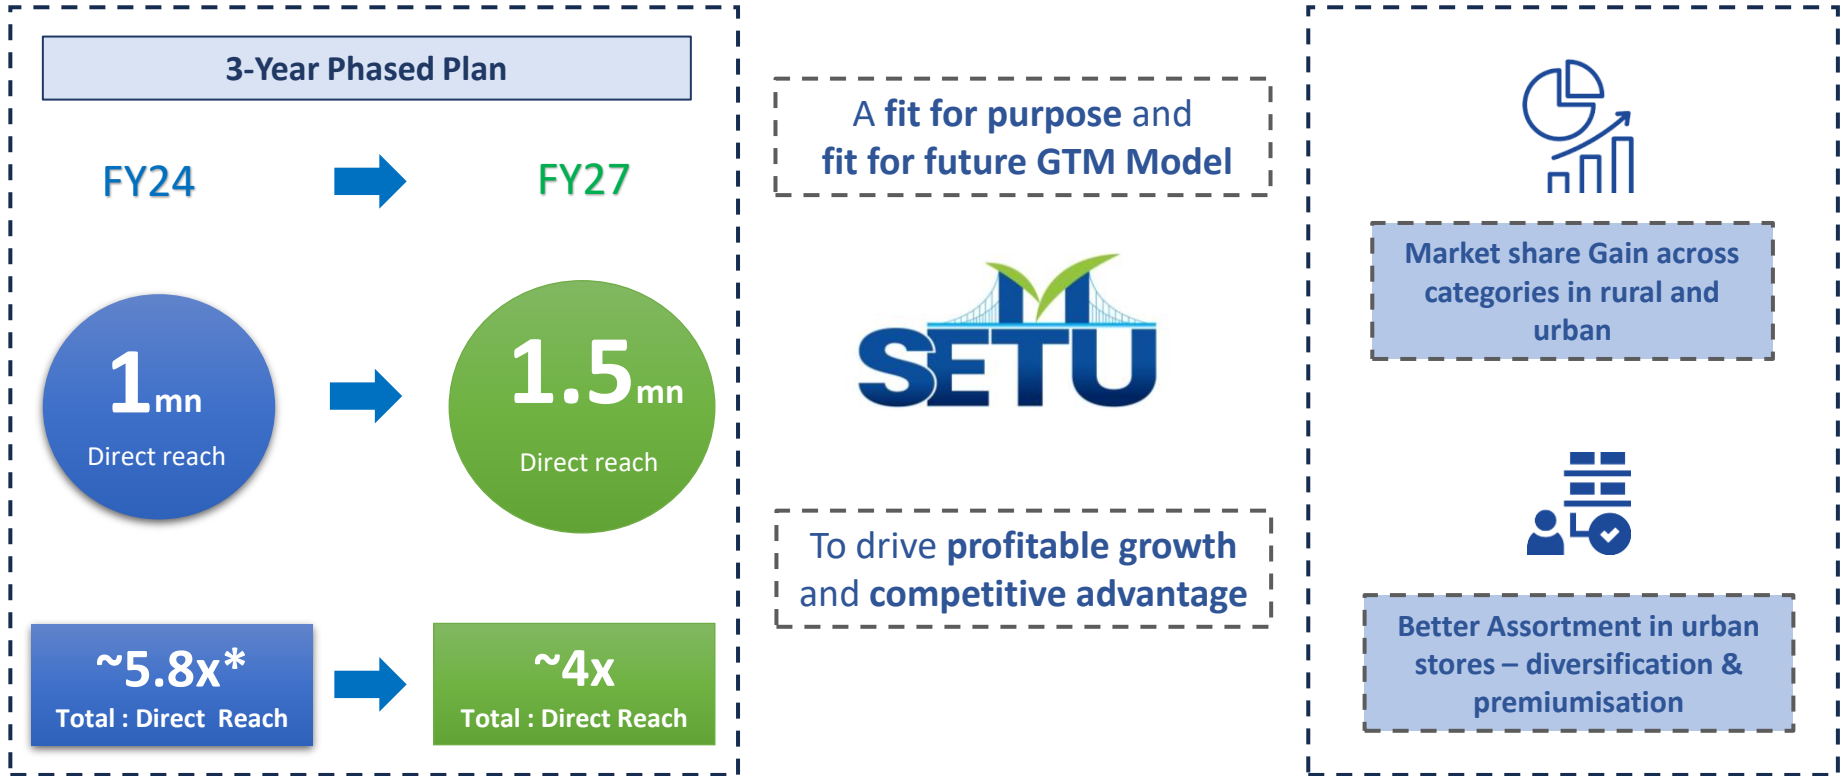 3-Year Phased Plan
FY24
FY27
1mn
Direct reach
1.5mn
Direct reach
~5.8x*
Total : Direct Reach
~4x
Total : Direct Reach
A fit for purpose and
fit for future GTM Model
SETU
To drive profitable growth
and competitive advantage
Market share Gain across
categories in rural and
urban
Better Assortment in urban
stores – diversification &
premiumisation